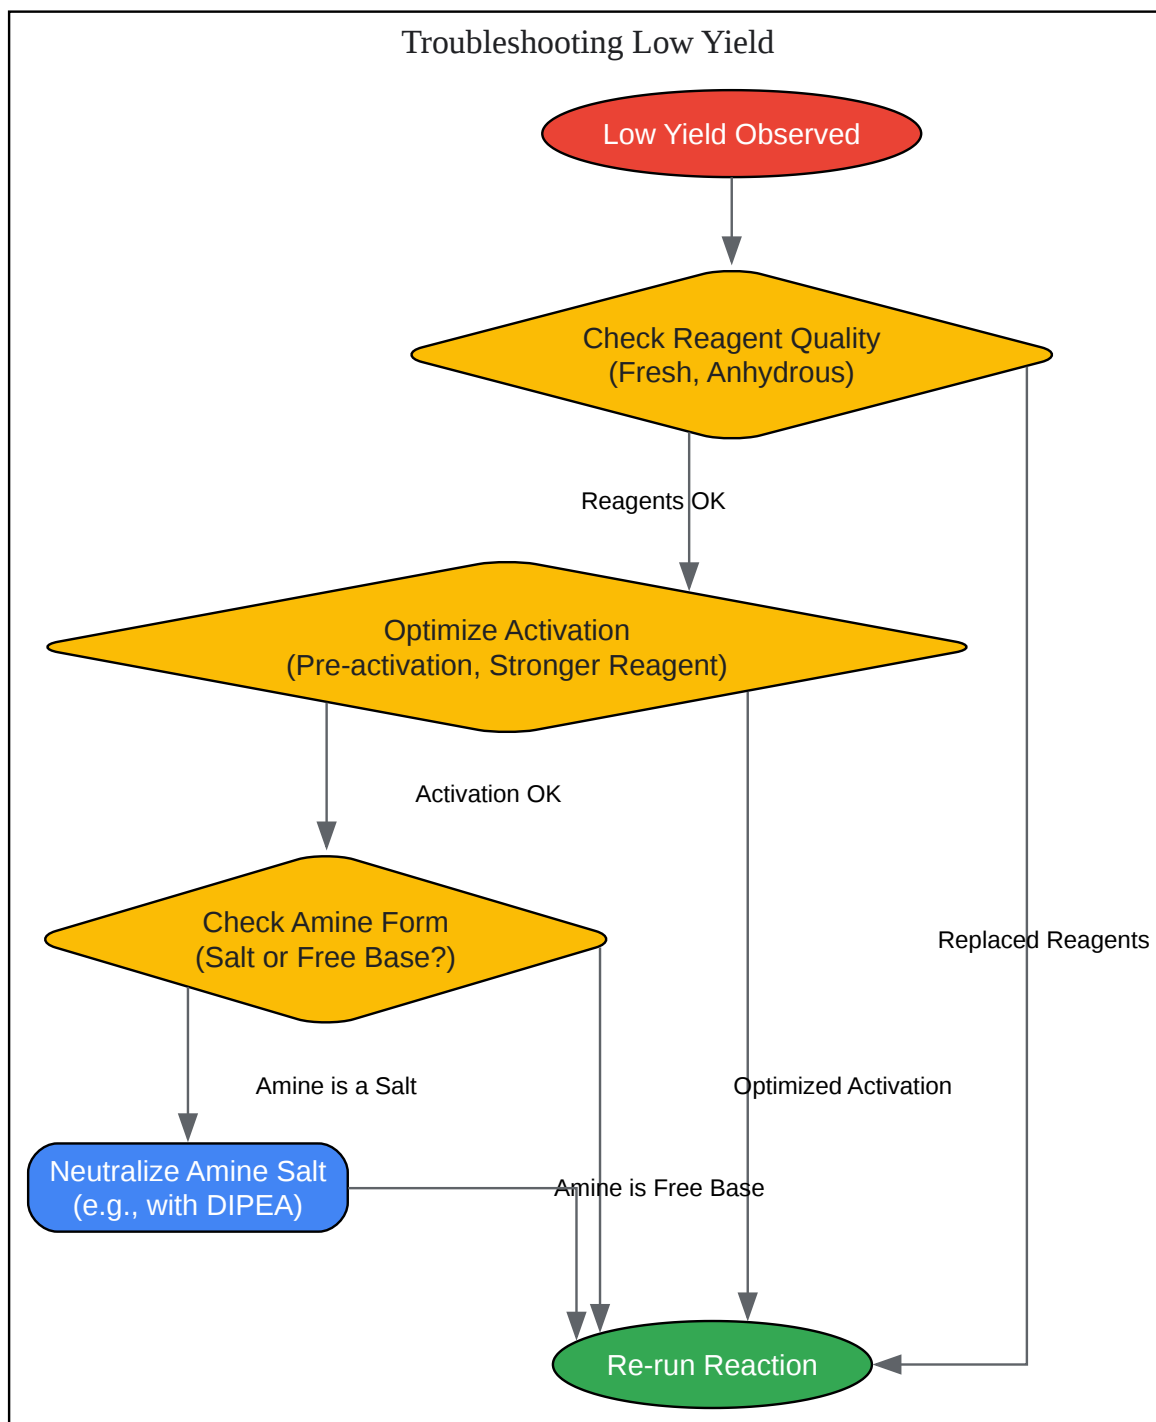 Troubleshooting Low Yield
Low Yield Observed
Check Reagent Quality
(Fresh, Anhydrous)
Reagents OK
Optimize Activation
(Pre-activation, Stronger Reagent)
Activation OK
Check Amine Form
(Salt or Free Base?)
Replaced Reagents
Amine is a Salt
Optimized Activation
Neutralize Amine Salt
(e.g., with DIPEA)
Amine is Free Base
Re-run Reaction